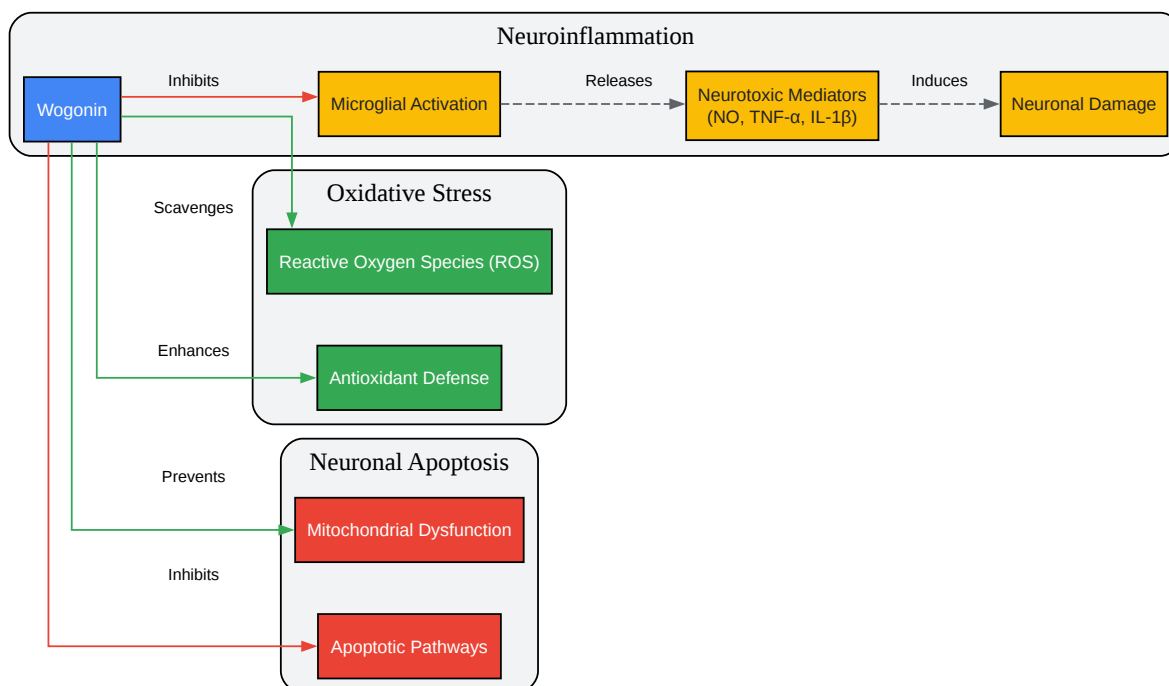 Neuroinflammation
Wogonin
Inhibits
Microglial Activation
Releases
Neurotoxic Mediators
(NO, TNF-α, IL-1β)
Induces
Neuronal Damage
Oxidative Stress
Scavenges
Reactive Oxygen Species (ROS)
Enhances
Antioxidant Defense
Neuronal Apoptosis
Prevents
Mitochondrial Dysfunction
Inhibits
Apoptotic Pathways